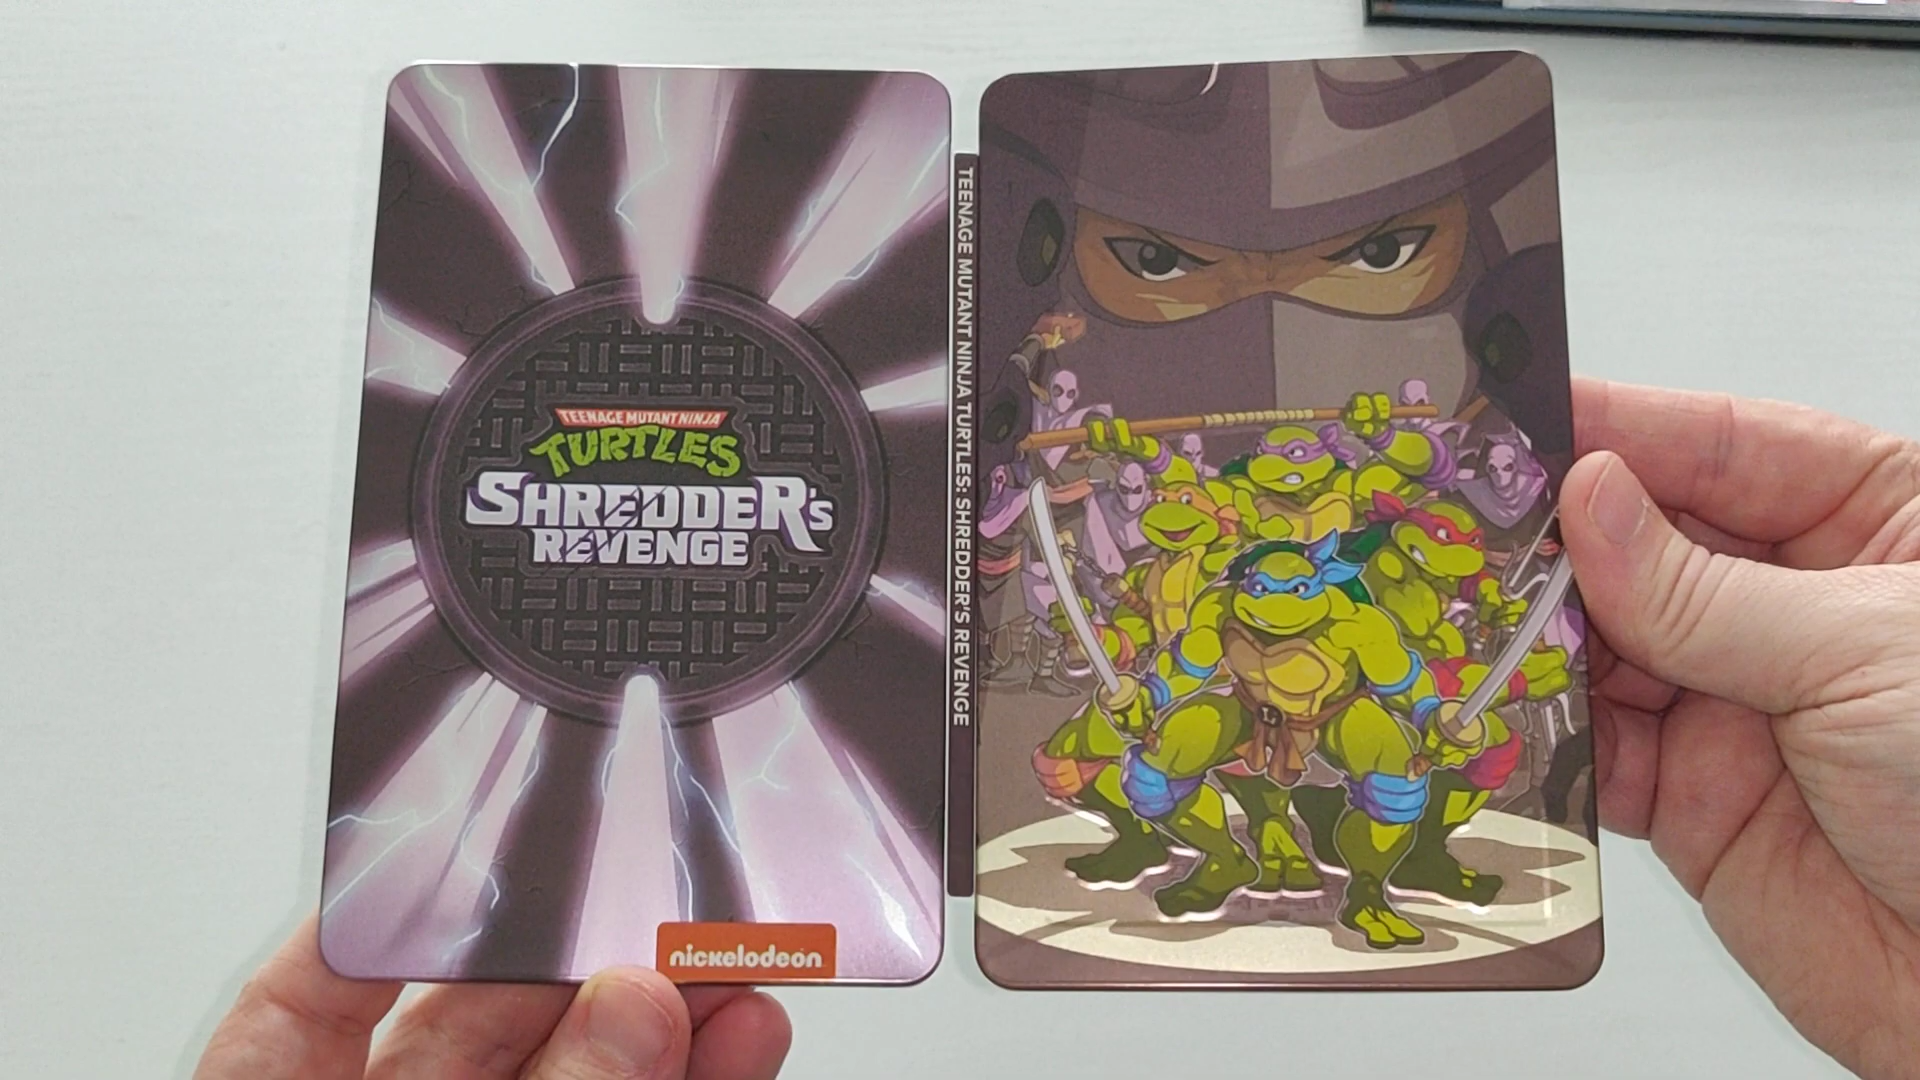 TEENAGE MUTANT NINJA
TURTLES
SHREDDER'S
REVENGE
nickelodeon
TEENAGE MUTANT NINJA TURTLES: SHREDDER'S REVENGE
L